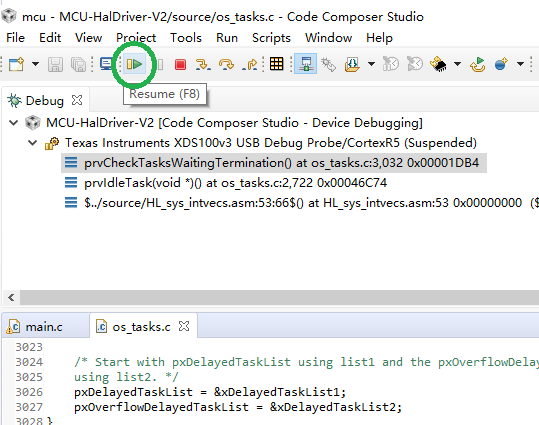 mcu - MCU-HalDriver-V2/source/os_tasks.c - Code Composer Studio
File Edit View Project Tools Run Scripts Window Help
Resume (F8)
Debug
MCU-HalDriver-V2 [Code Composer Studio - Device Debugging]
Texas Instruments XDS100v3 USB Debug Probe/CortexR5 (Suspended)
prvCheckTasksWaitingTermination() at os_tasks.c:3,032 0x00001DB4
prvIdleTask(void *)() at os_tasks.c:2,722 0x00046C74
$../source/HL_sys_intvecs.asm:53:66$() at HL_sys_intvecs.asm:53 0x00000000 ($
main.c
os_tasks.c
3023
3024 /* Start with pxDelayedTaskList using list1 and the pxOverflowDela
3025 using list2. */
3026 pxDelayedTaskList = &xDelayedTaskList1;
3027 pxOverflowDelayedTaskList = &xDelayedTaskList2;
3028 }